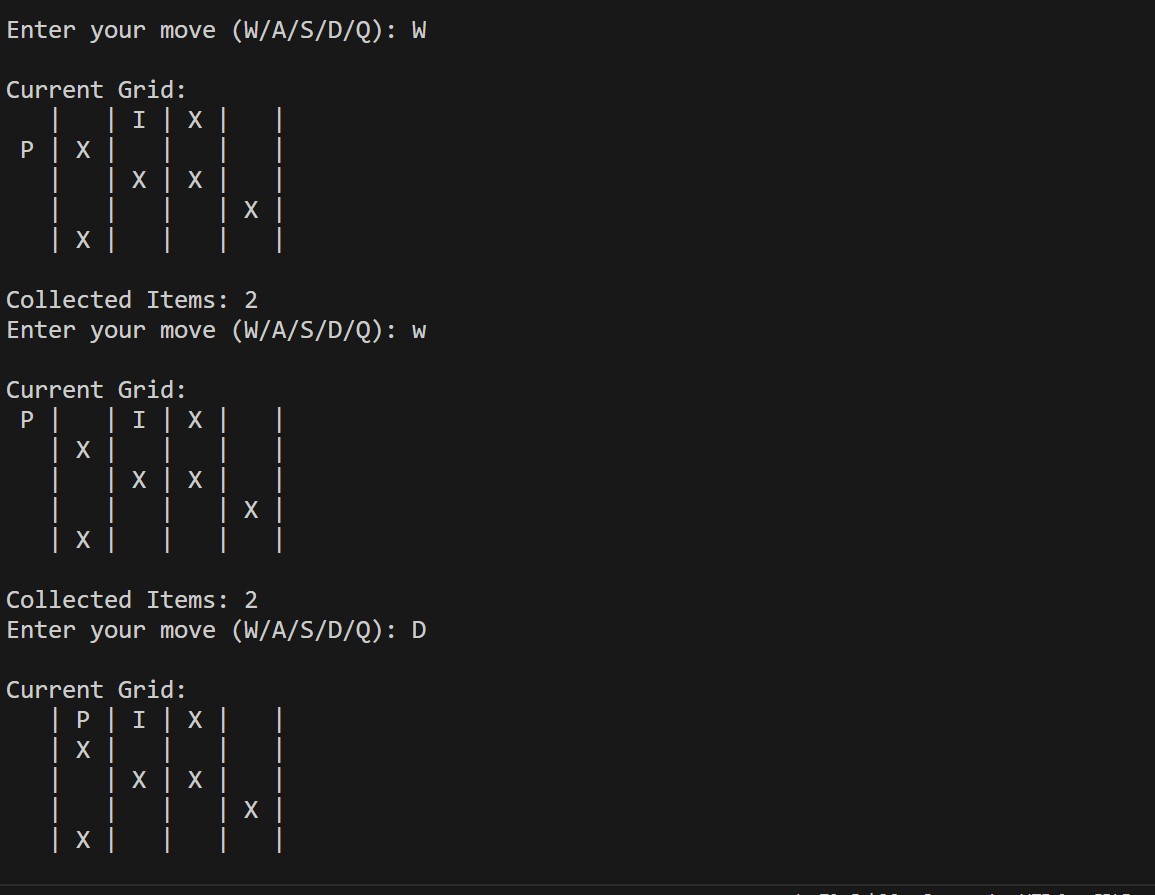 Enter your move (W/A/S/D/Q): W
Current Grid:
   |   | I | X |   |
 P | X |   |   |   |
   |   | X | X |   |
   |   |   |   | X |
   | X |   |   |   |
Collected Items: 2
Enter your move (W/A/S/D/Q): w
Current Grid:
 P |   | I | X |   |
   | X |   |   |   |
   |   | X | X |   |
   |   |   |   | X |
   | X |   |   |   |
Collected Items: 2
Enter your move (W/A/S/D/Q): D
Current Grid:
   | P | I | X |   |
   | X |   |   |   |
   |   | X | X |   |
   |   |   |   | X |
   | X |   |   |   |